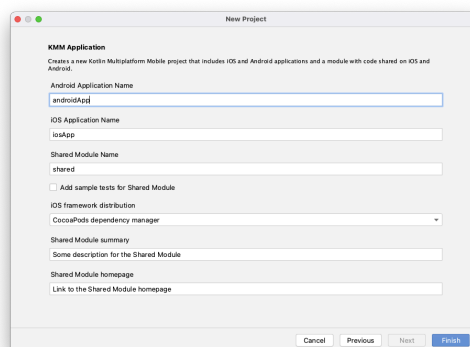 New Project
KMM Application
Creates a new Kotlin Multiplatform Mobile project that includes iOS and Android applications and a module with code shared on iOS and
Android.
Android Application Name
androidApp
iOS Application Name
iosApp
Shared Module Name
shared
Add sample tests for Shared Module
iOS framework distribution
CocoaPods dependency manager
Shared Module summary
Some description for the Shared Module
Shared Module homepage
Link to the Shared Module homepage
Cancel Previous Next Finish